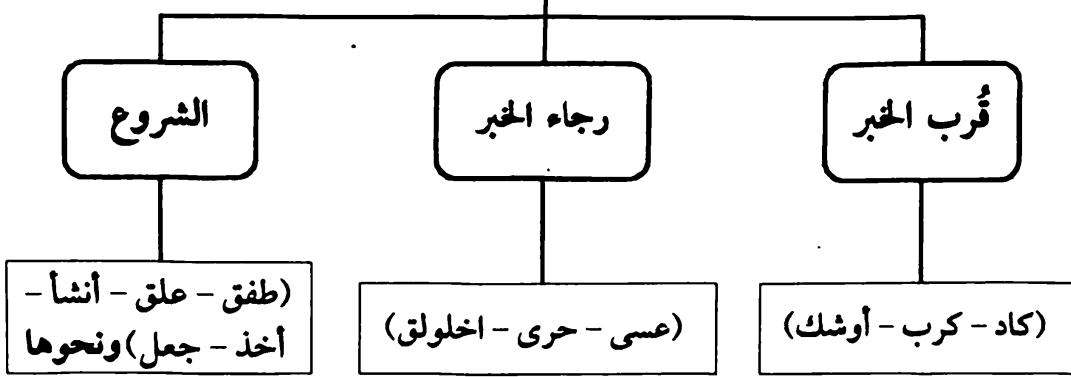 قُرب الخبر
رجاء الخبر
الشروع
(كاد - كرب - أوشك)
(عسى - حرى - اخلولق)
(طفق - علق - أنشأ -
أخذ - جعل) ونحوها